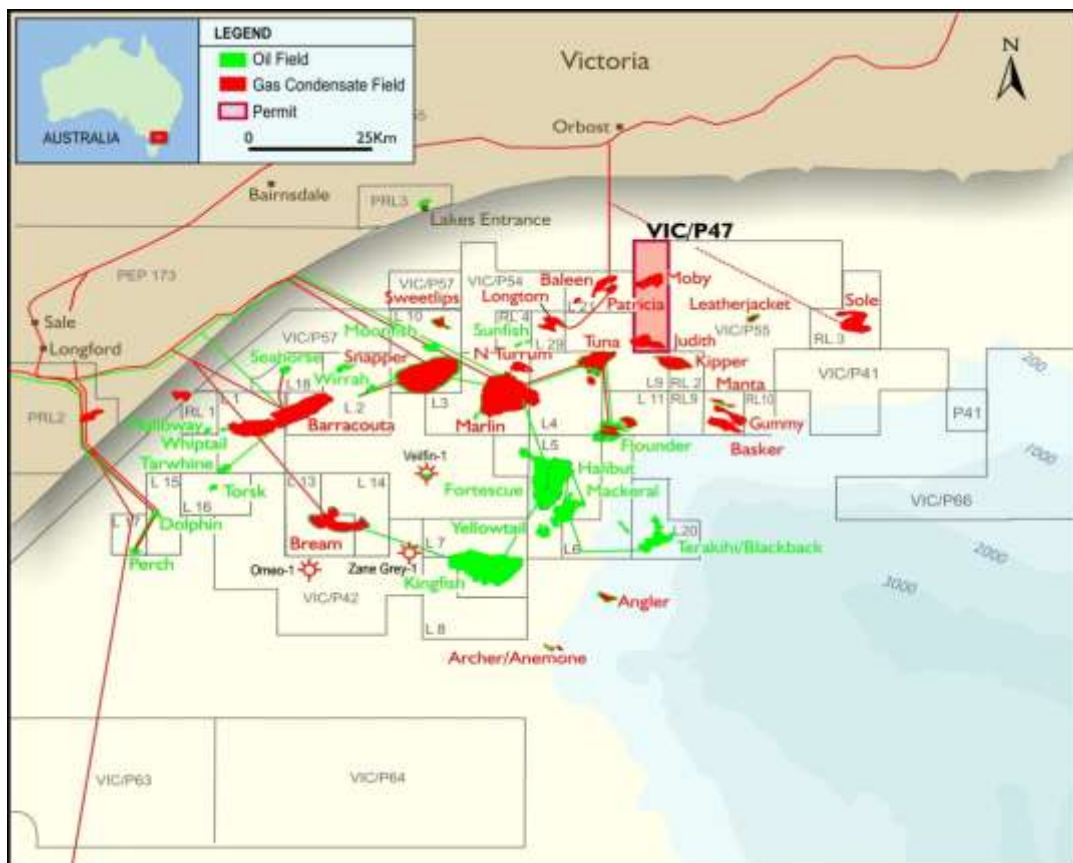 LEGEND
Oil Field
Gas Condensate Field
Permit
0 25Km
AUSTRALIA
Victoria
N
Orbost
Bairnsdale
PRL3
Lakes Entrance
VIC/P47
PEP 173
VIC/P57
VIC/P54
Baleen
Moby
Sweetlips
Longtom
L 21
Patricia
Leatherjacket
Sole
Sale
L 10
RL 4
Moonfish
Sunfish
L 29
Tuna
Judith
VIC/P55
RL 3
Longford
VIC/P57
Seahorse
Snapper
N-Turrum
Kipper
VIC/P41
200
Wirrah
L 1
L18
L9
RL 2
Manta
PRL2
RL 1
L2
L3
L 11
RL9
RL10
P41
Whiptail
Barracouta
Marlin
L4
Gummy
Tarwhine
L5
Flounder
Basker
1000
Veilfin-1
Halibut
L 15
L 13
L 14
Fortescue
Mackeral
VIC/P66
Torsk
L 16
Dolphin
Yellowtail
L20
L 17
Bream
L 7
L6
Terakihi/Blackback
2000
Perch
Omeo-1
Zane Grey-1
Kingfish
3000
VIC/P42
Angler
L 8
Archer/Anemone
VIC/P63
VIC/P64